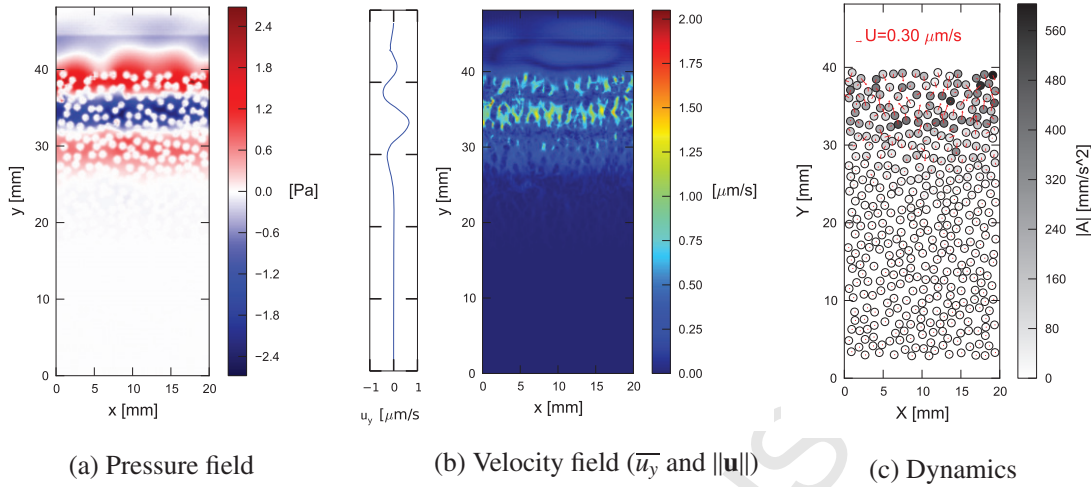 2.4
1.8
1.2
0.6
0.0
−0.6
−1.2
−1.8
−2.4
[Pa]
y [mm]
40
30
20
10
0
0 5 10 15 20
x [mm]
−1 0 1
u_y [μm/s
y [mm]
40
30
20
10
0
0 5 10 15 20
x [mm]
2.00
1.75
1.50
1.25
1.00
0.75
0.50
0.25
0.00
[μm/s]
U=0.30 μm/s
Y [mm]
40
30
20
10
0
0 5 10 15 20
X [mm]
560
480
400
320
240
160
80
0
|A| [mm/s^2]
(a) Pressure field
(b) Velocity field (u̅_y̅ and ‖u‖)
(c) Dynamics